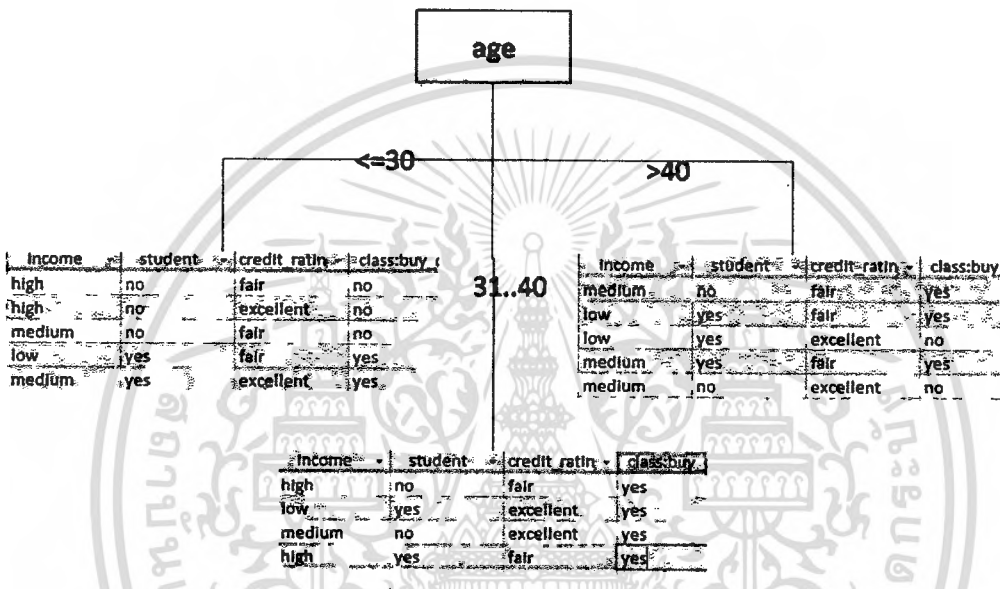 age
<=30
>40
31..40
income student credit_ratin class:buy_c
high no fair no
high no excellent no
medium no fair no
low yes fair yes
medium yes excellent yes
income student credit-ratin class:buy
medium no fair yes
low yes fair yes
low yes excellent no
medium yes fair yes
medium no excellent no
income student credit_ratin class:buy
high no fair yes
low yes excellent yes
medium no excellent yes
high yes fair yes